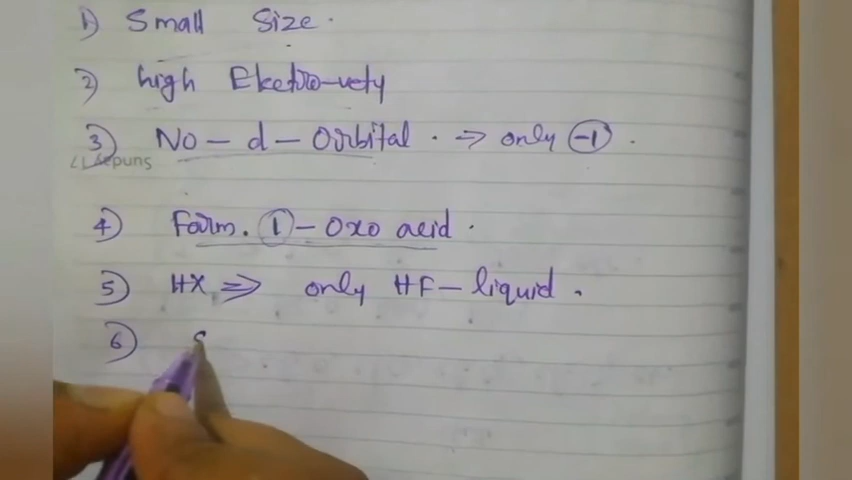 1) Small Size.
2) high Electro-vety
3) No - d - Orbital . => only (-1) .
4) Form. (1) - Oxo acid .
5) HX => only HF - liquid .
6) S